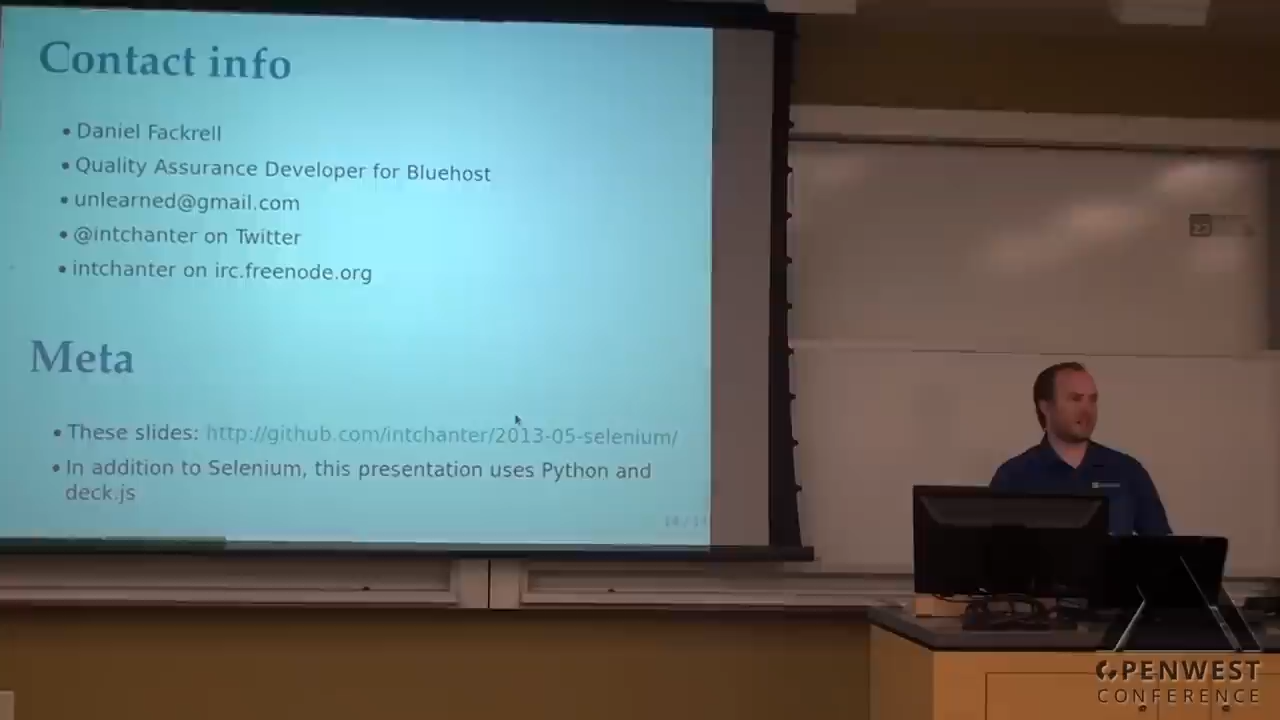 Contact info
• Daniel Fackrell
• Quality Assurance Developer for Bluehost
• unlearned@gmail.com
• @intchanter on Twitter
• intchanter on irc.freenode.org
Meta
• These slides: http://github.com/intchanter/2013-05-selenium/
• In addition to Selenium, this presentation uses Python and
deck.js
14 / 14
OPENWEST
CONFERENCE